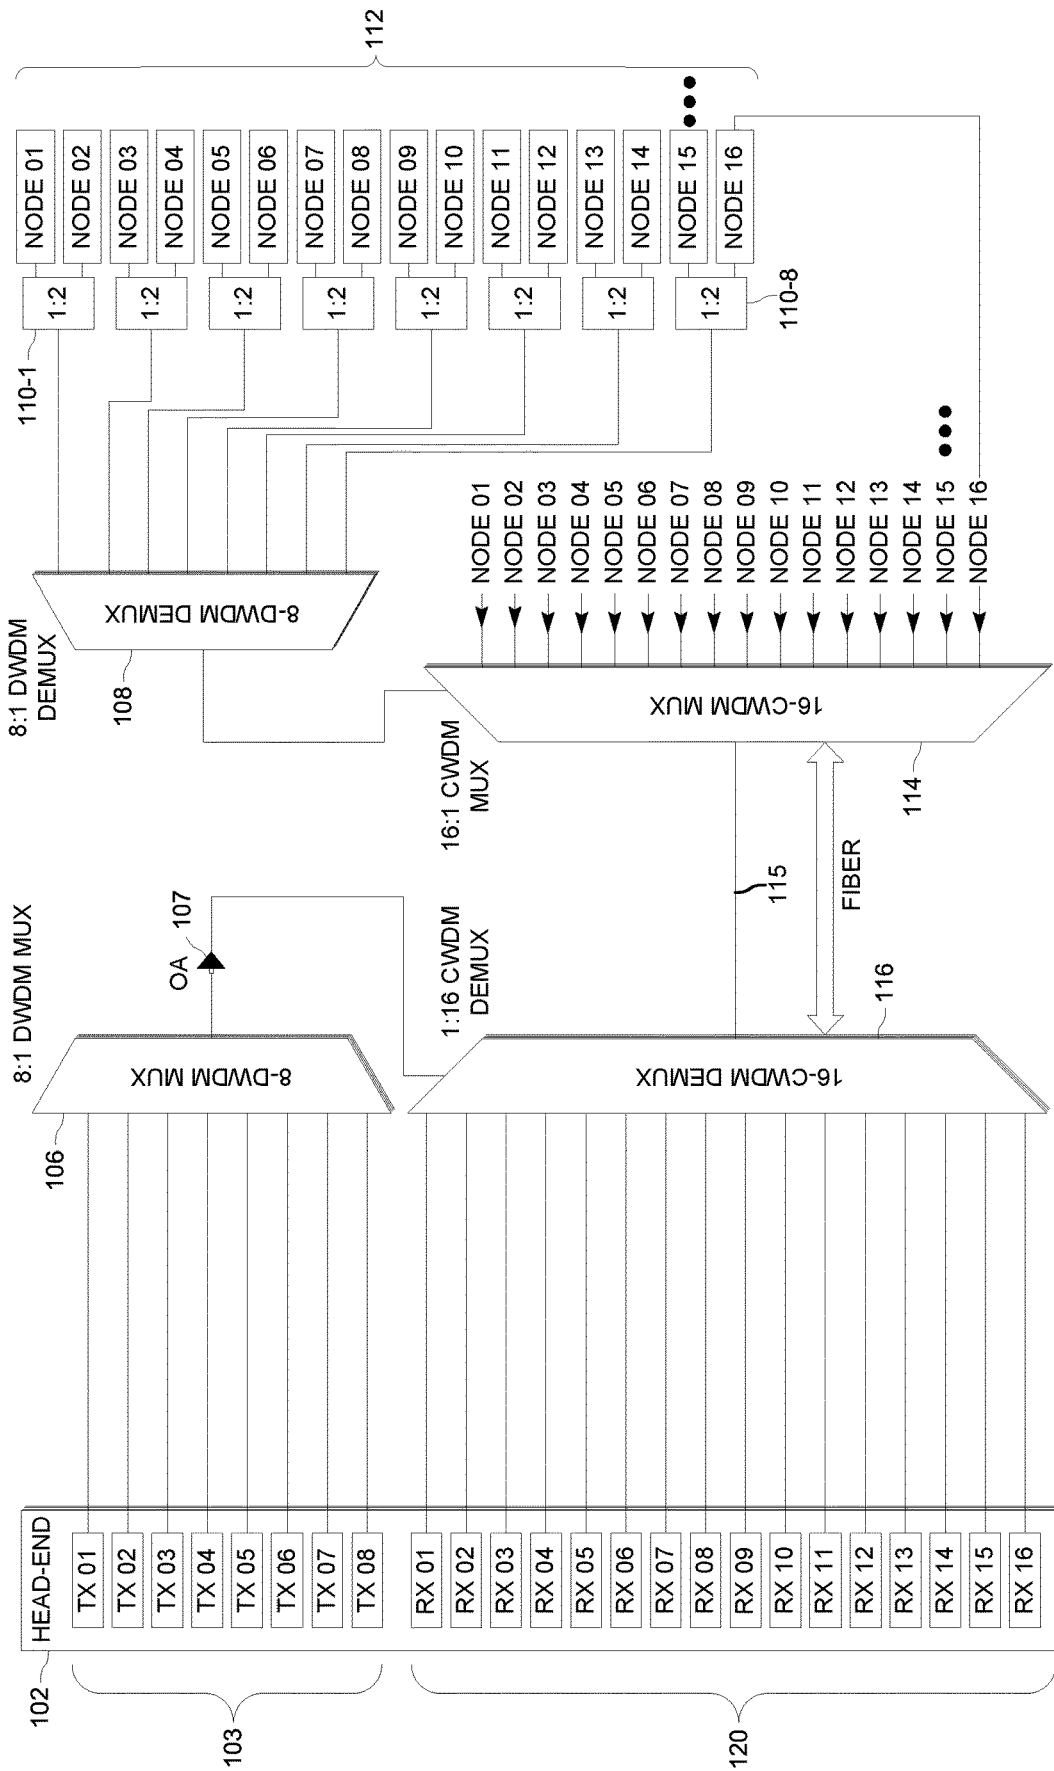 102
HEAD-END
TX 01
TX 02
TX 03
TX 04
TX 05
TX 06
TX 07
TX 08
103
RX 01
RX 02
RX 03
RX 04
RX 05
RX 06
RX 07
RX 08
RX 09
RX 10
RX 11
RX 12
RX 13
RX 14
RX 15
RX 16
120
8:1 DWDM MUX
106
8-DWDM MUX
OA
107
1:16 CWDM
DEMUX
16-CWDM DEMUX
116
115
FIBER
8:1 DWDM
DEMUX
108
8-DWDM DEMUX
16:1 CWDM
MUX
16-CWDM MUX
114
NODE 01
NODE 02
NODE 03
NODE 04
NODE 05
NODE 06
NODE 07
NODE 08
NODE 09
NODE 10
NODE 11
NODE 12
NODE 13
NODE 14
NODE 15
NODE 16
110-1
1:2
1:2
1:2
1:2
1:2
1:2
1:2
1:2
110-8
NODE 01
NODE 02
NODE 03
NODE 04
NODE 05
NODE 06
NODE 07
NODE 08
NODE 09
NODE 10
NODE 11
NODE 12
NODE 13
NODE 14
NODE 15
NODE 16
112